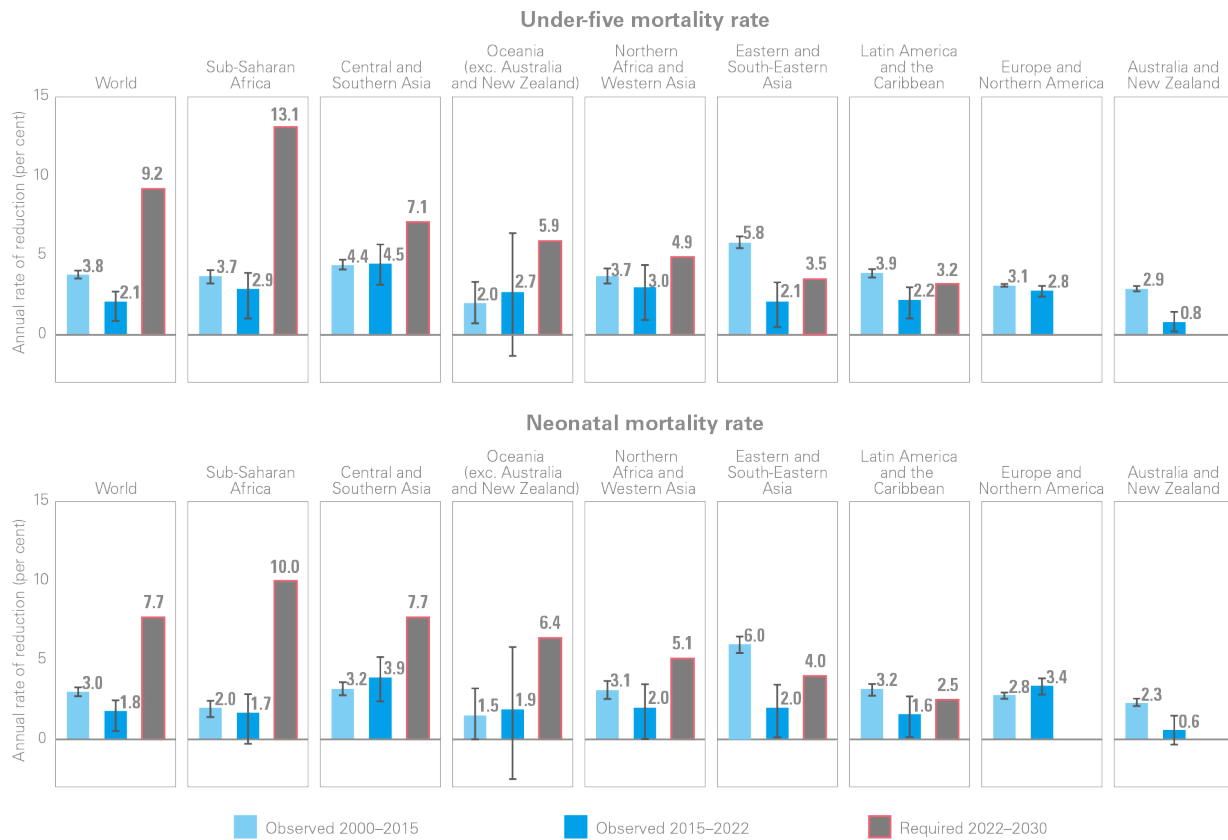 Under-five mortality rate
World
Sub-Saharan
Africa
Central and
Southern Asia
Oceania
(exc. Australia
and New Zealand)
Northern
Africa and
Western Asia
Eastern and
South-Eastern
Asia
Latin America
and the
Caribbean
Europe and
Northern America
Australia and
New Zealand
Annual rate of reduction (per cent)
15
10
5
0
3.8
2.1
9.2
3.7
2.9
13.1
4.4
4.5
7.1
2.0
2.7
5.9
3.7
3.0
4.9
5.8
2.1
3.5
3.9
2.2
3.2
3.1
2.8
2.9
0.8
Neonatal mortality rate
World
Sub-Saharan
Africa
Central and
Southern Asia
Oceania
(exc. Australia
and New Zealand)
Northern
Africa and
Western Asia
Eastern and
South-Eastern
Asia
Latin America
and the
Caribbean
Europe and
Northern America
Australia and
New Zealand
Annual rate of reduction (per cent)
15
10
5
0
3.0
1.8
7.7
2.0
1.7
10.0
3.2
3.9
7.7
1.5
1.9
6.4
3.1
2.0
5.1
6.0
2.0
4.0
3.2
1.6
2.5
2.8
3.4
2.3
0.6
Observed 2000–2015
Observed 2015–2022
Required 2022–2030